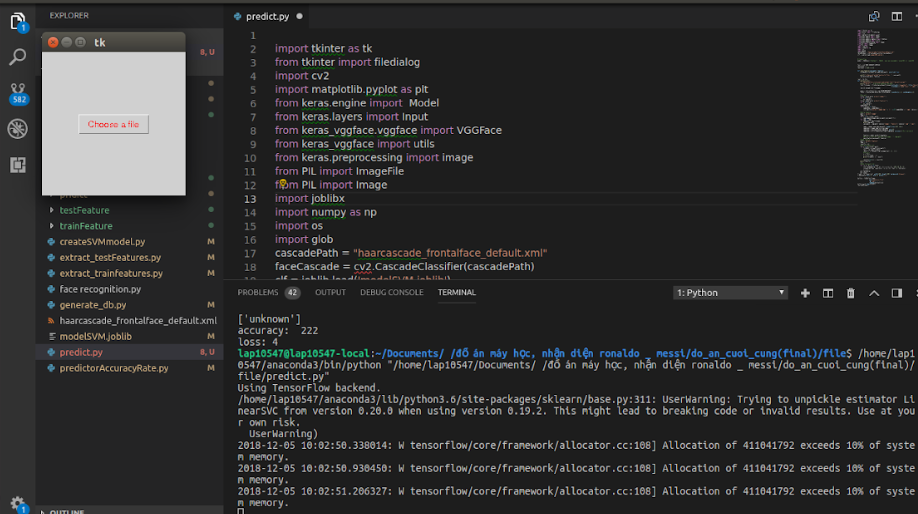 EXPLORER
predict.py
1
tk
8, U
1
2 import tkinter as tk
3 from tkinter import filedialog
4 import cv2
5 import matplotlib.pyplot as plt
6 from keras.engine import Model
7 from keras.layers import Input
8 from keras_vggface.vggface import VGGFace
9 from keras_vggface import utils
10 from keras.preprocessing import image
11 from PIL import ImageFile
12 from PIL import Image
13 import joblibx
14 import numpy as np
15 import os
16 import glob
17 cascadePath = "haarcascade_frontalface_default.xml"
18 faceCascade = cv2.CascadeClassifier(cascadePath)
582
Choose a file
testFeature
trainFeature
createSVMmodel.py M
extract_testFeatures.py M
extract_trainfeatures.py M
face recognition.py
generate_db.py M
haarcascade_frontalface_default.xml
modelSVM.joblib M
predict.py 8, U
predictorAccuracyRate.py M
OUTLINE
1
PROBLEMS 42 OUTPUT DEBUG CONSOLE TERMINAL
1: Python
['unknown']
accuracy: 222
loss: 4
lap10547@lap10547-local:~/Documents/ /đồ án máy học, nhận diện ronaldo _ messi/do_an_cuoi_cung(final)/file$ /home/lap1
0547/anaconda3/bin/python "/home/lap10547/Documents/ /đồ án máy học, nhận diện ronaldo _ messi/do_an_cuoi_cung(final)/
file/predict.py"
Using TensorFlow backend.
/home/lap10547/anaconda3/lib/python3.6/site-packages/sklearn/base.py:311: UserWarning: Trying to unpickle estimator Li
nearSVC from version 0.20.0 when using version 0.19.2. This might lead to breaking code or invalid results. Use at you
r own risk.
UserWarning)
2018-12-05 10:02:50.338014: W tensorflow/core/framework/allocator.cc:108] Allocation of 411041792 exceeds 10% of syste
m memory.
2018-12-05 10:02:50.930450: W tensorflow/core/framework/allocator.cc:108] Allocation of 411041792 exceeds 10% of syste
m memory.
2018-12-05 10:02:51.206327: W tensorflow/core/framework/allocator.cc:108] Allocation of 411041792 exceeds 10% of syste
m memory.